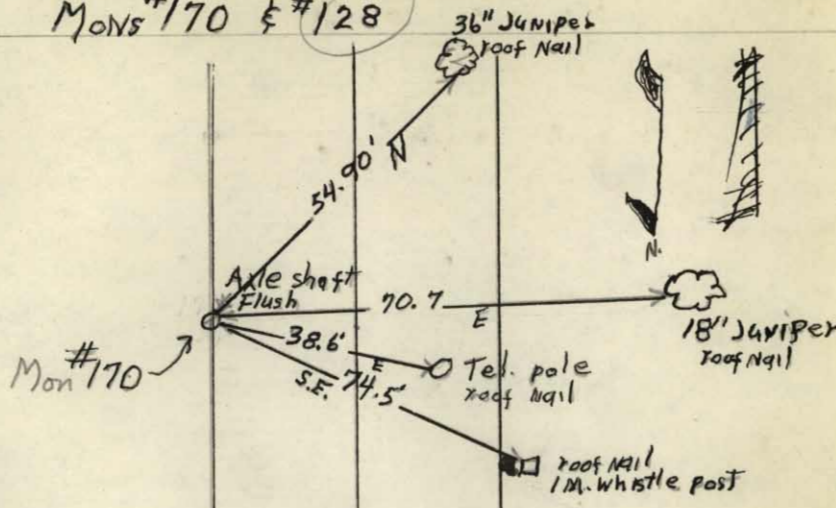 Mons #170 & #128
36" Juniper
roof Nail
54.90'
N
N.
Axle shaft
Flush
70.7
E
18" Juniper
roof Nail
38.6'
E
Tel. pole
roof Nail
Mon #170
S.E. 74.5'
roof Nail
1 M. Whistle post